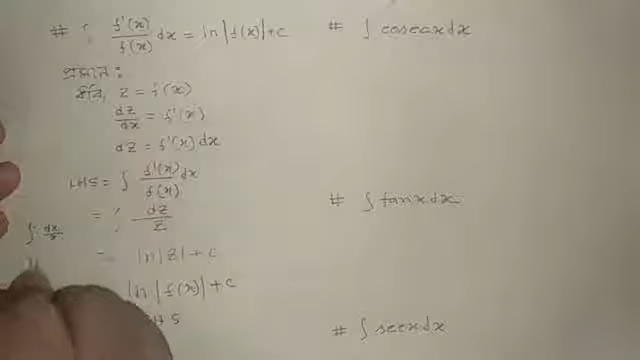 # ∫ f'(x)/f(x) dx = ln|f(x)|+c
প্রমাণ:
ধরি, z = f(x)
dz/dx = f'(x)
dz = f'(x) dx
LHS = ∫ f'(x)/f(x) dx
= ∫ dz/z
= ln|z|+c
ln|f(x)|+c
H S
∫ dx/x
# ∫ cosecx dx
# ∫ tanx dx
# ∫ secx dx